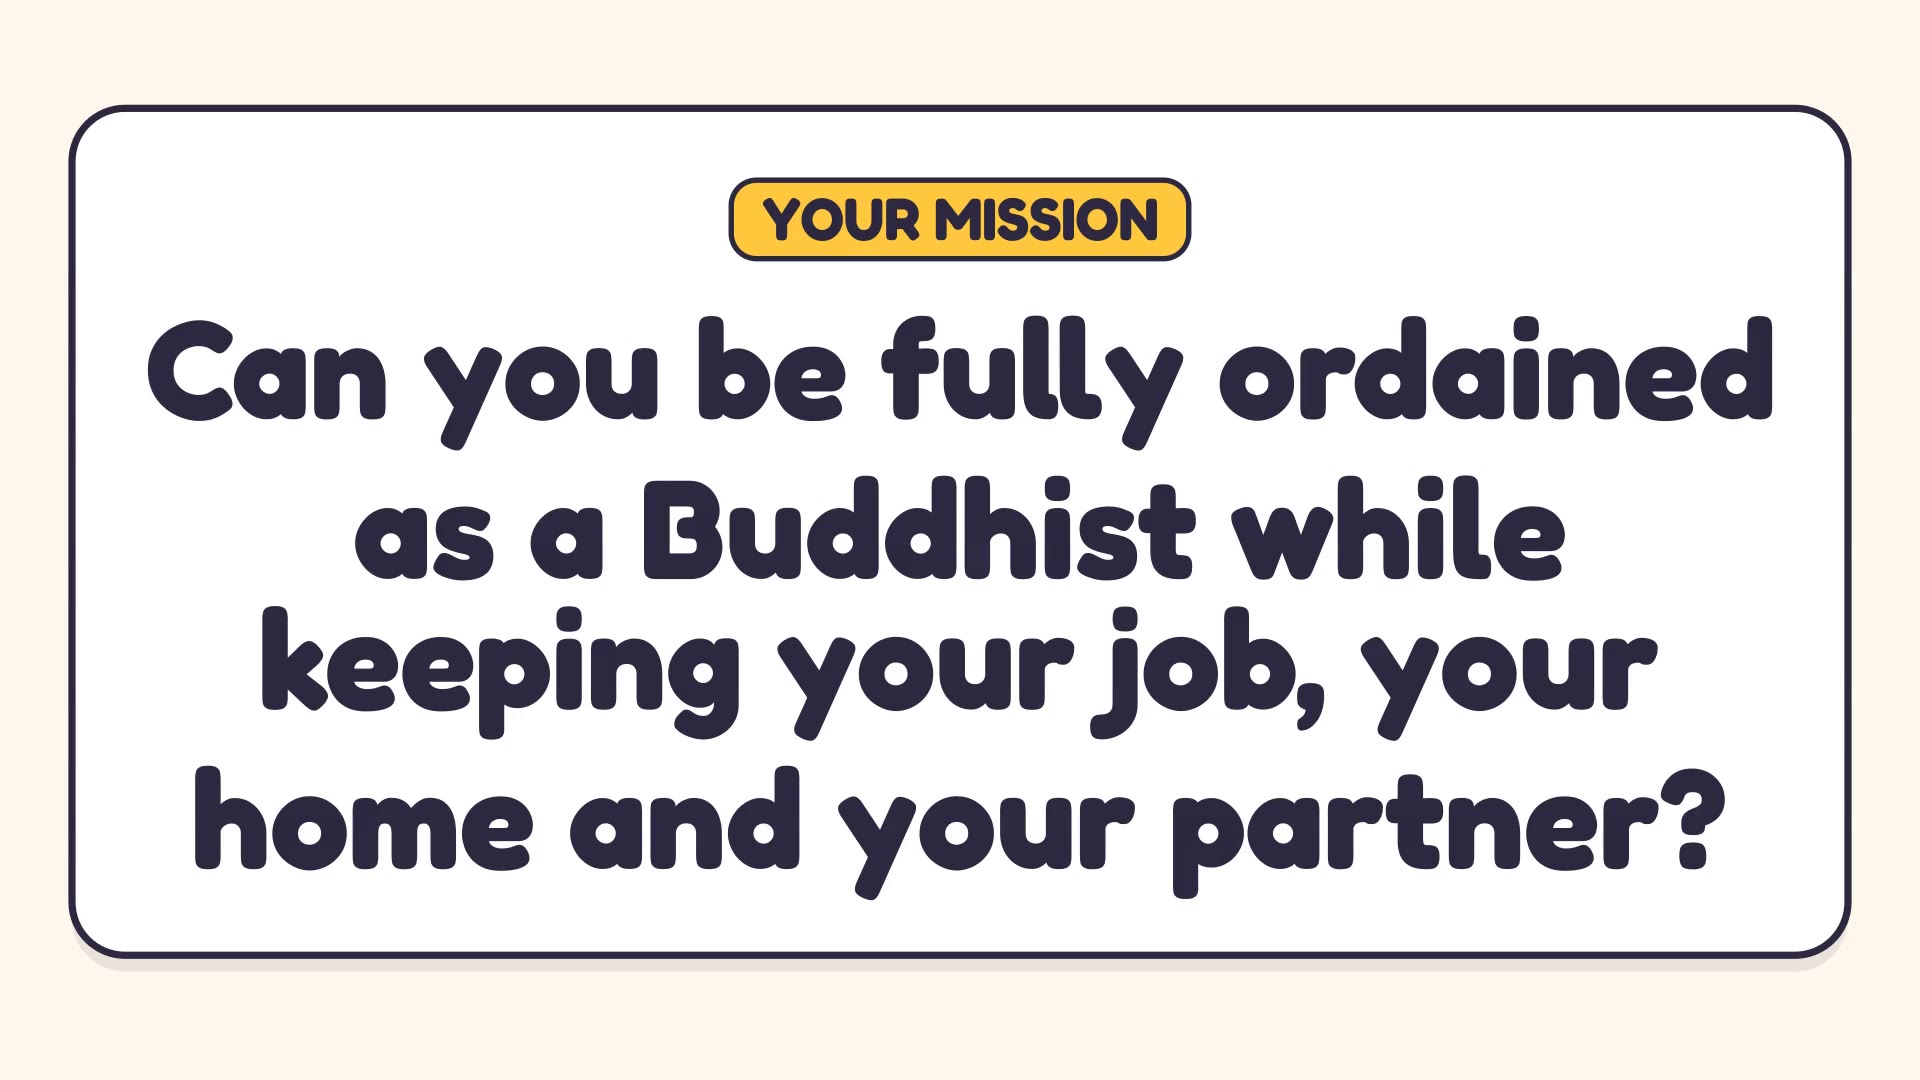 YOUR MISSION
Can you be fully ordained
as a Buddhist while
keeping your job, your
home and your partner?